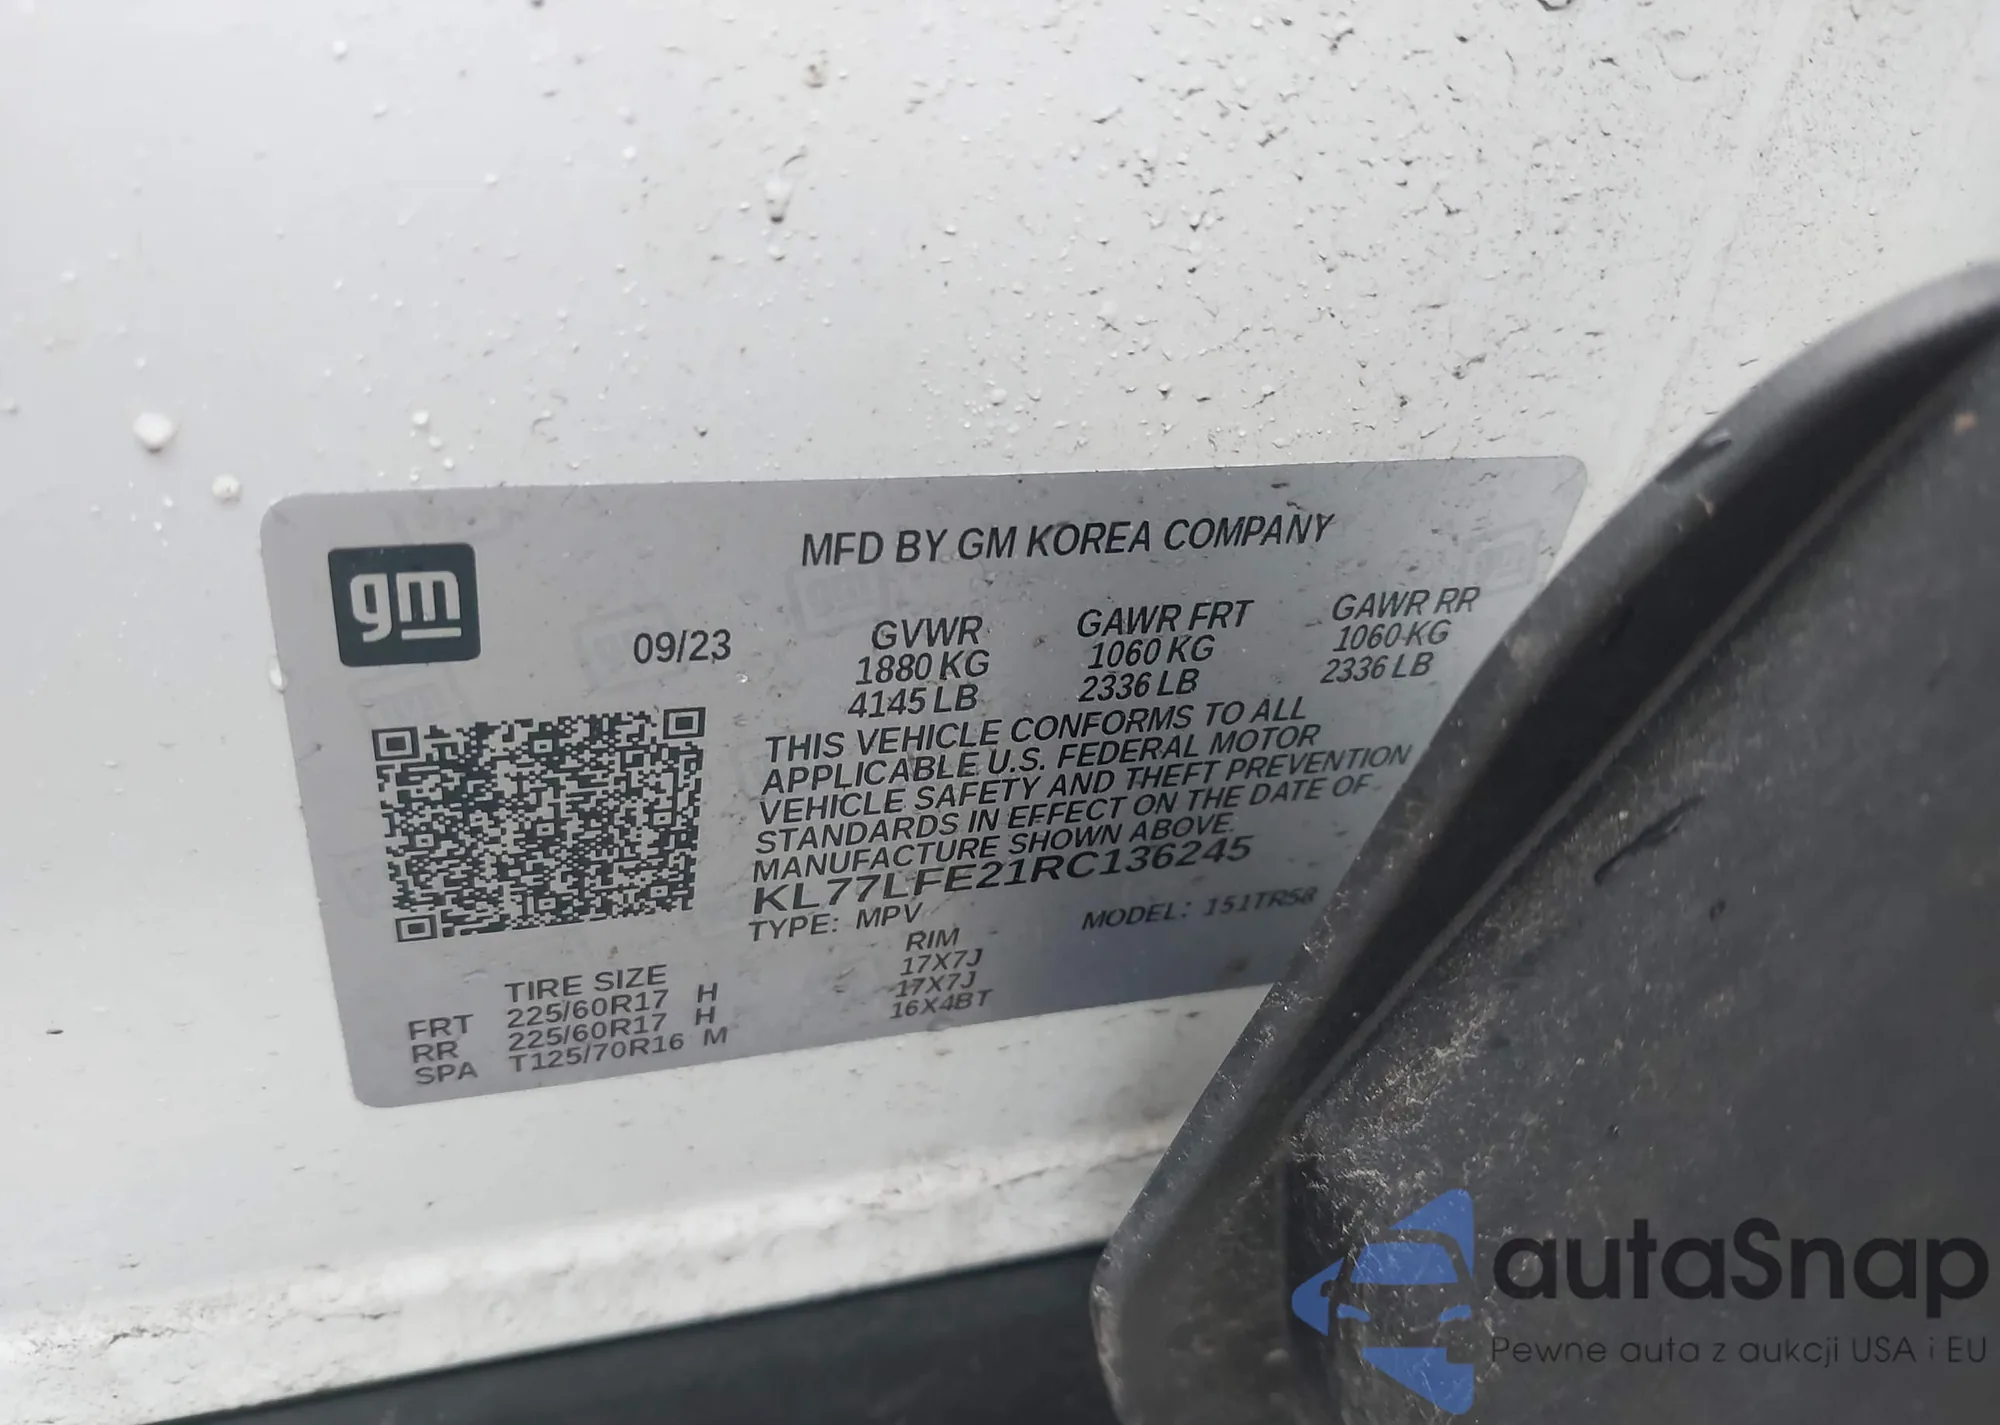 gm
MFD BY GM KOREA COMPANY
09/23
GVWR GAWR FRT GAWR RR
1880 KG 1060 KG 1060 KG
4145 LB 2336 LB 2336 LB
THIS VEHICLE CONFORMS TO ALL
APPLICABLE U.S. FEDERAL MOTOR
VEHICLE SAFETY AND THEFT PREVENTION
STANDARDS IN EFFECT ON THE DATE OF
MANUFACTURE SHOWN ABOVE.
KL77LFE21RC136245
TYPE: MPV MODEL: 151TR58
TIRE SIZE RIM
FRT 225/60R17 H 17X7J
RR 225/60R17 H 17X7J
SPA T125/70R16 M 16X4BT
autaSnap
Pewne auta z aukcji USA i EU